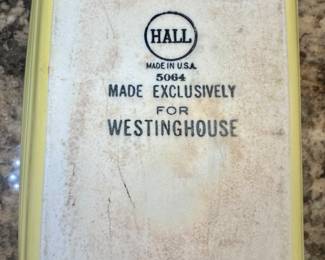 HALL
MADE IN U.S.A.
5064
MADE EXCLUSIVELY
FOR
WESTINGHOUSE